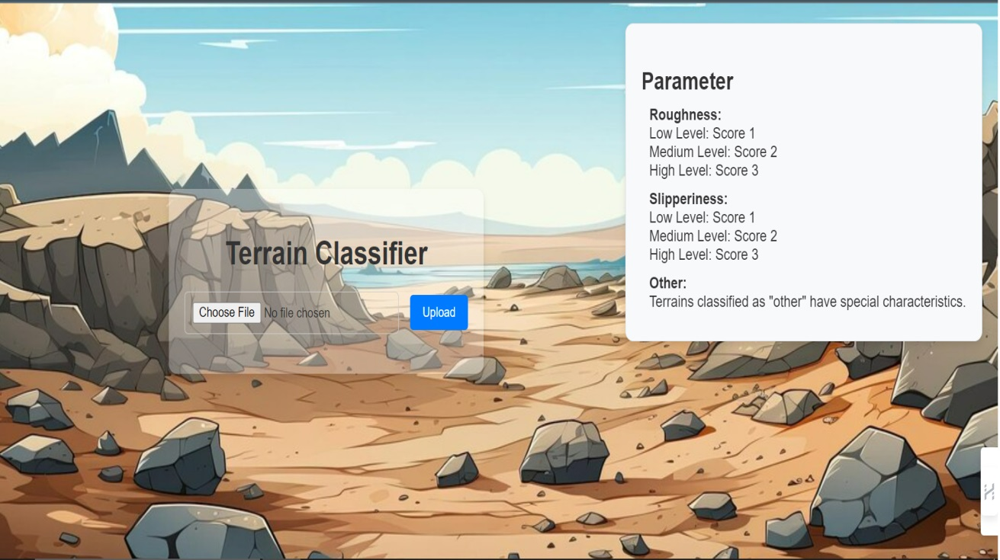 Terrain Classifier
Choose File No file chosen
Upload
Parameter
Roughness:
Low Level: Score 1
Medium Level: Score 2
High Level: Score 3
Slipperiness:
Low Level: Score 1
Medium Level: Score 2
High Level: Score 3
Other:
Terrains classified as "other" have special characteristics.